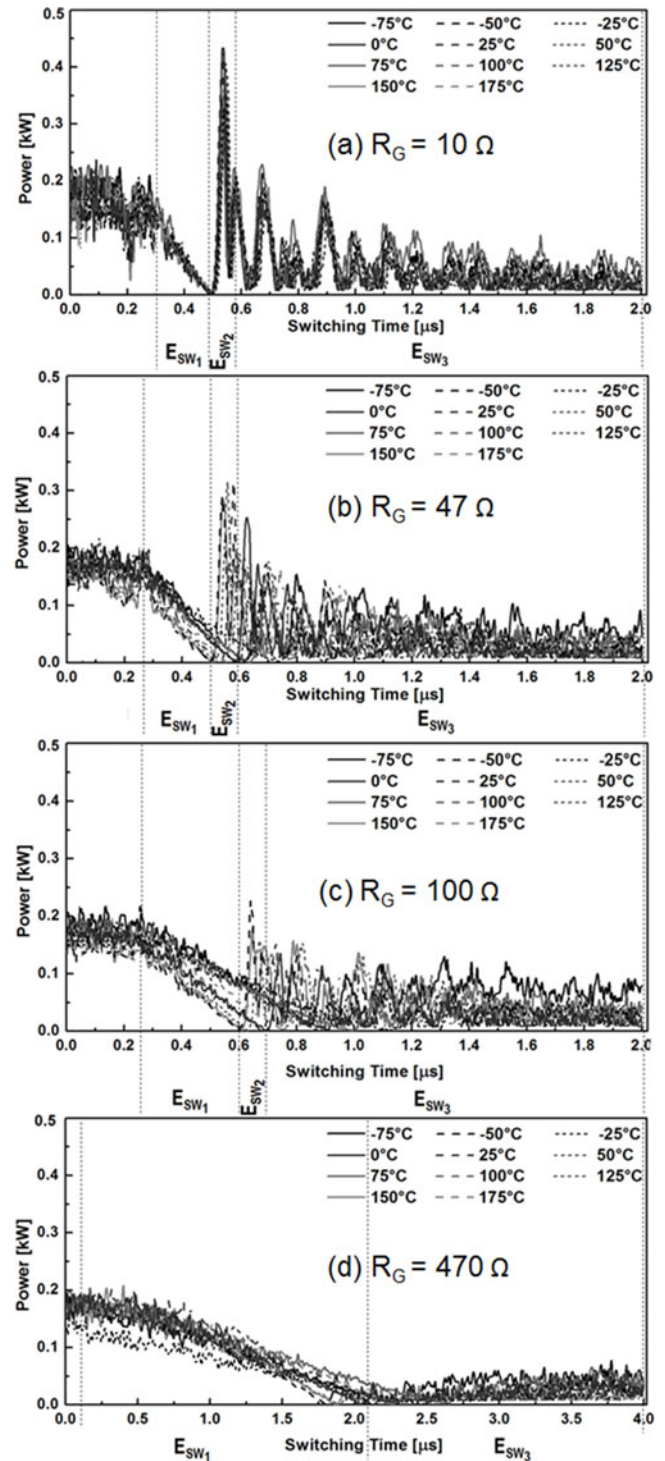 0.5
-75°C -50°C -25°C
0°C 25°C 50°C
75°C 100°C 125°C
150°C 175°C
0.4
(a) R_G = 10 Ω
0.3
Power [kW]
0.2
0.1
0.0
0.0 0.2 0.4 0.6 0.8 1.0 1.2 1.4 1.6 1.8 2.0
Switching Time [μs]
E_SW1 E_SW2 E_SW3
0.5
-75°C -50°C -25°C
0°C 25°C 50°C
75°C 100°C 125°C
150°C 175°C
0.4
(b) R_G = 47 Ω
0.3
Power [kW]
0.2
0.1
0.0
0.0 0.2 0.4 0.6 0.8 1.0 1.2 1.4 1.6 1.8 2.0
Switching Time [μs]
E_SW1 E_SW2 E_SW3
0.5
-75°C -50°C -25°C
0°C 25°C 50°C
75°C 100°C 125°C
150°C 175°C
0.4
0.3
(c) R_G = 100 Ω
Power [kW]
0.2
0.1
0.0
0.0 0.2 0.4 0.6 0.8 1.0 1.2 1.4 1.6 1.8 2.0
Switching Time [μs]
E_SW1 E_SW2 E_SW3
0.5
-75°C -50°C -25°C
0°C 25°C 50°C
75°C 100°C 125°C
150°C 175°C
0.4
0.3
(d) R_G = 470 Ω
Power [kW]
0.2
0.1
0.0
0.0 0.5 1.0 1.5 2.0 2.5 3.0 3.5 4.0
E_SW1 Switching Time [μs] E_SW3